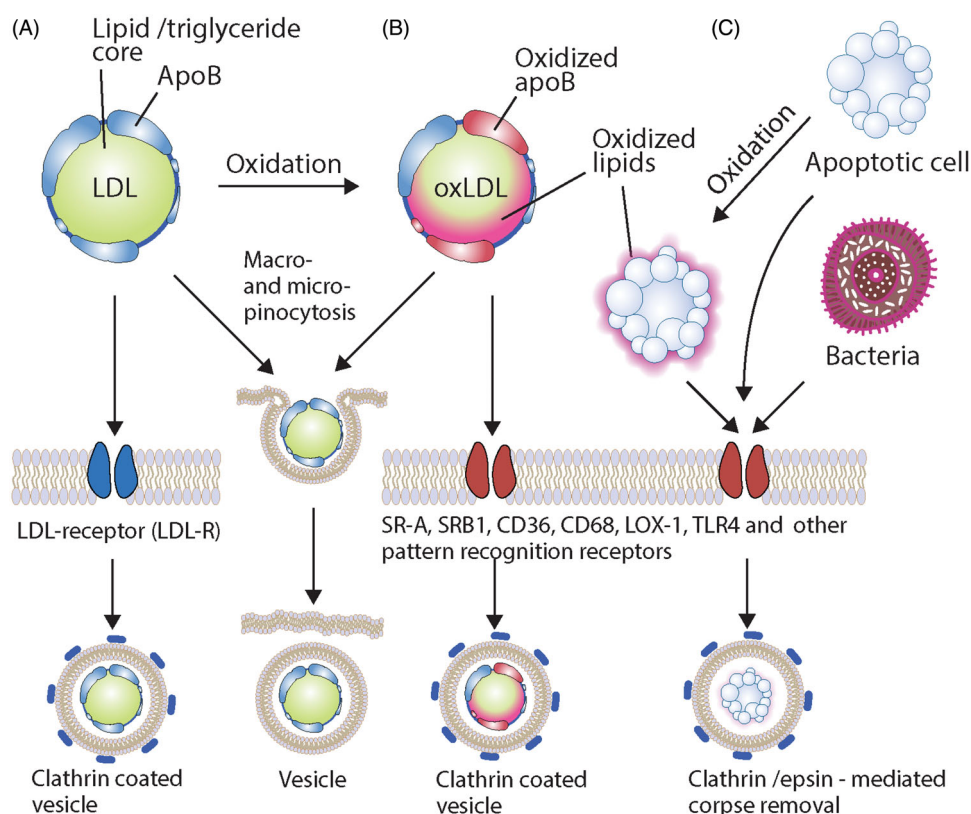 (A)
Lipid /triglyceride
core
ApoB
LDL
Oxidation
(B)
Oxidized
apoB
oxLDL
Oxidized
lipids
(C)
Oxidation
Apoptotic cell
Bacteria
Macro-
and micro-
pinocytosis
LDL-receptor (LDL-R)
SR-A, SRB1, CD36, CD68, LOX-1, TLR4 and other
pattern recognition receptors
Clathrin coated
vesicle
Vesicle
Clathrin coated
vesicle
Clathrin /epsin - mediated
corpse removal